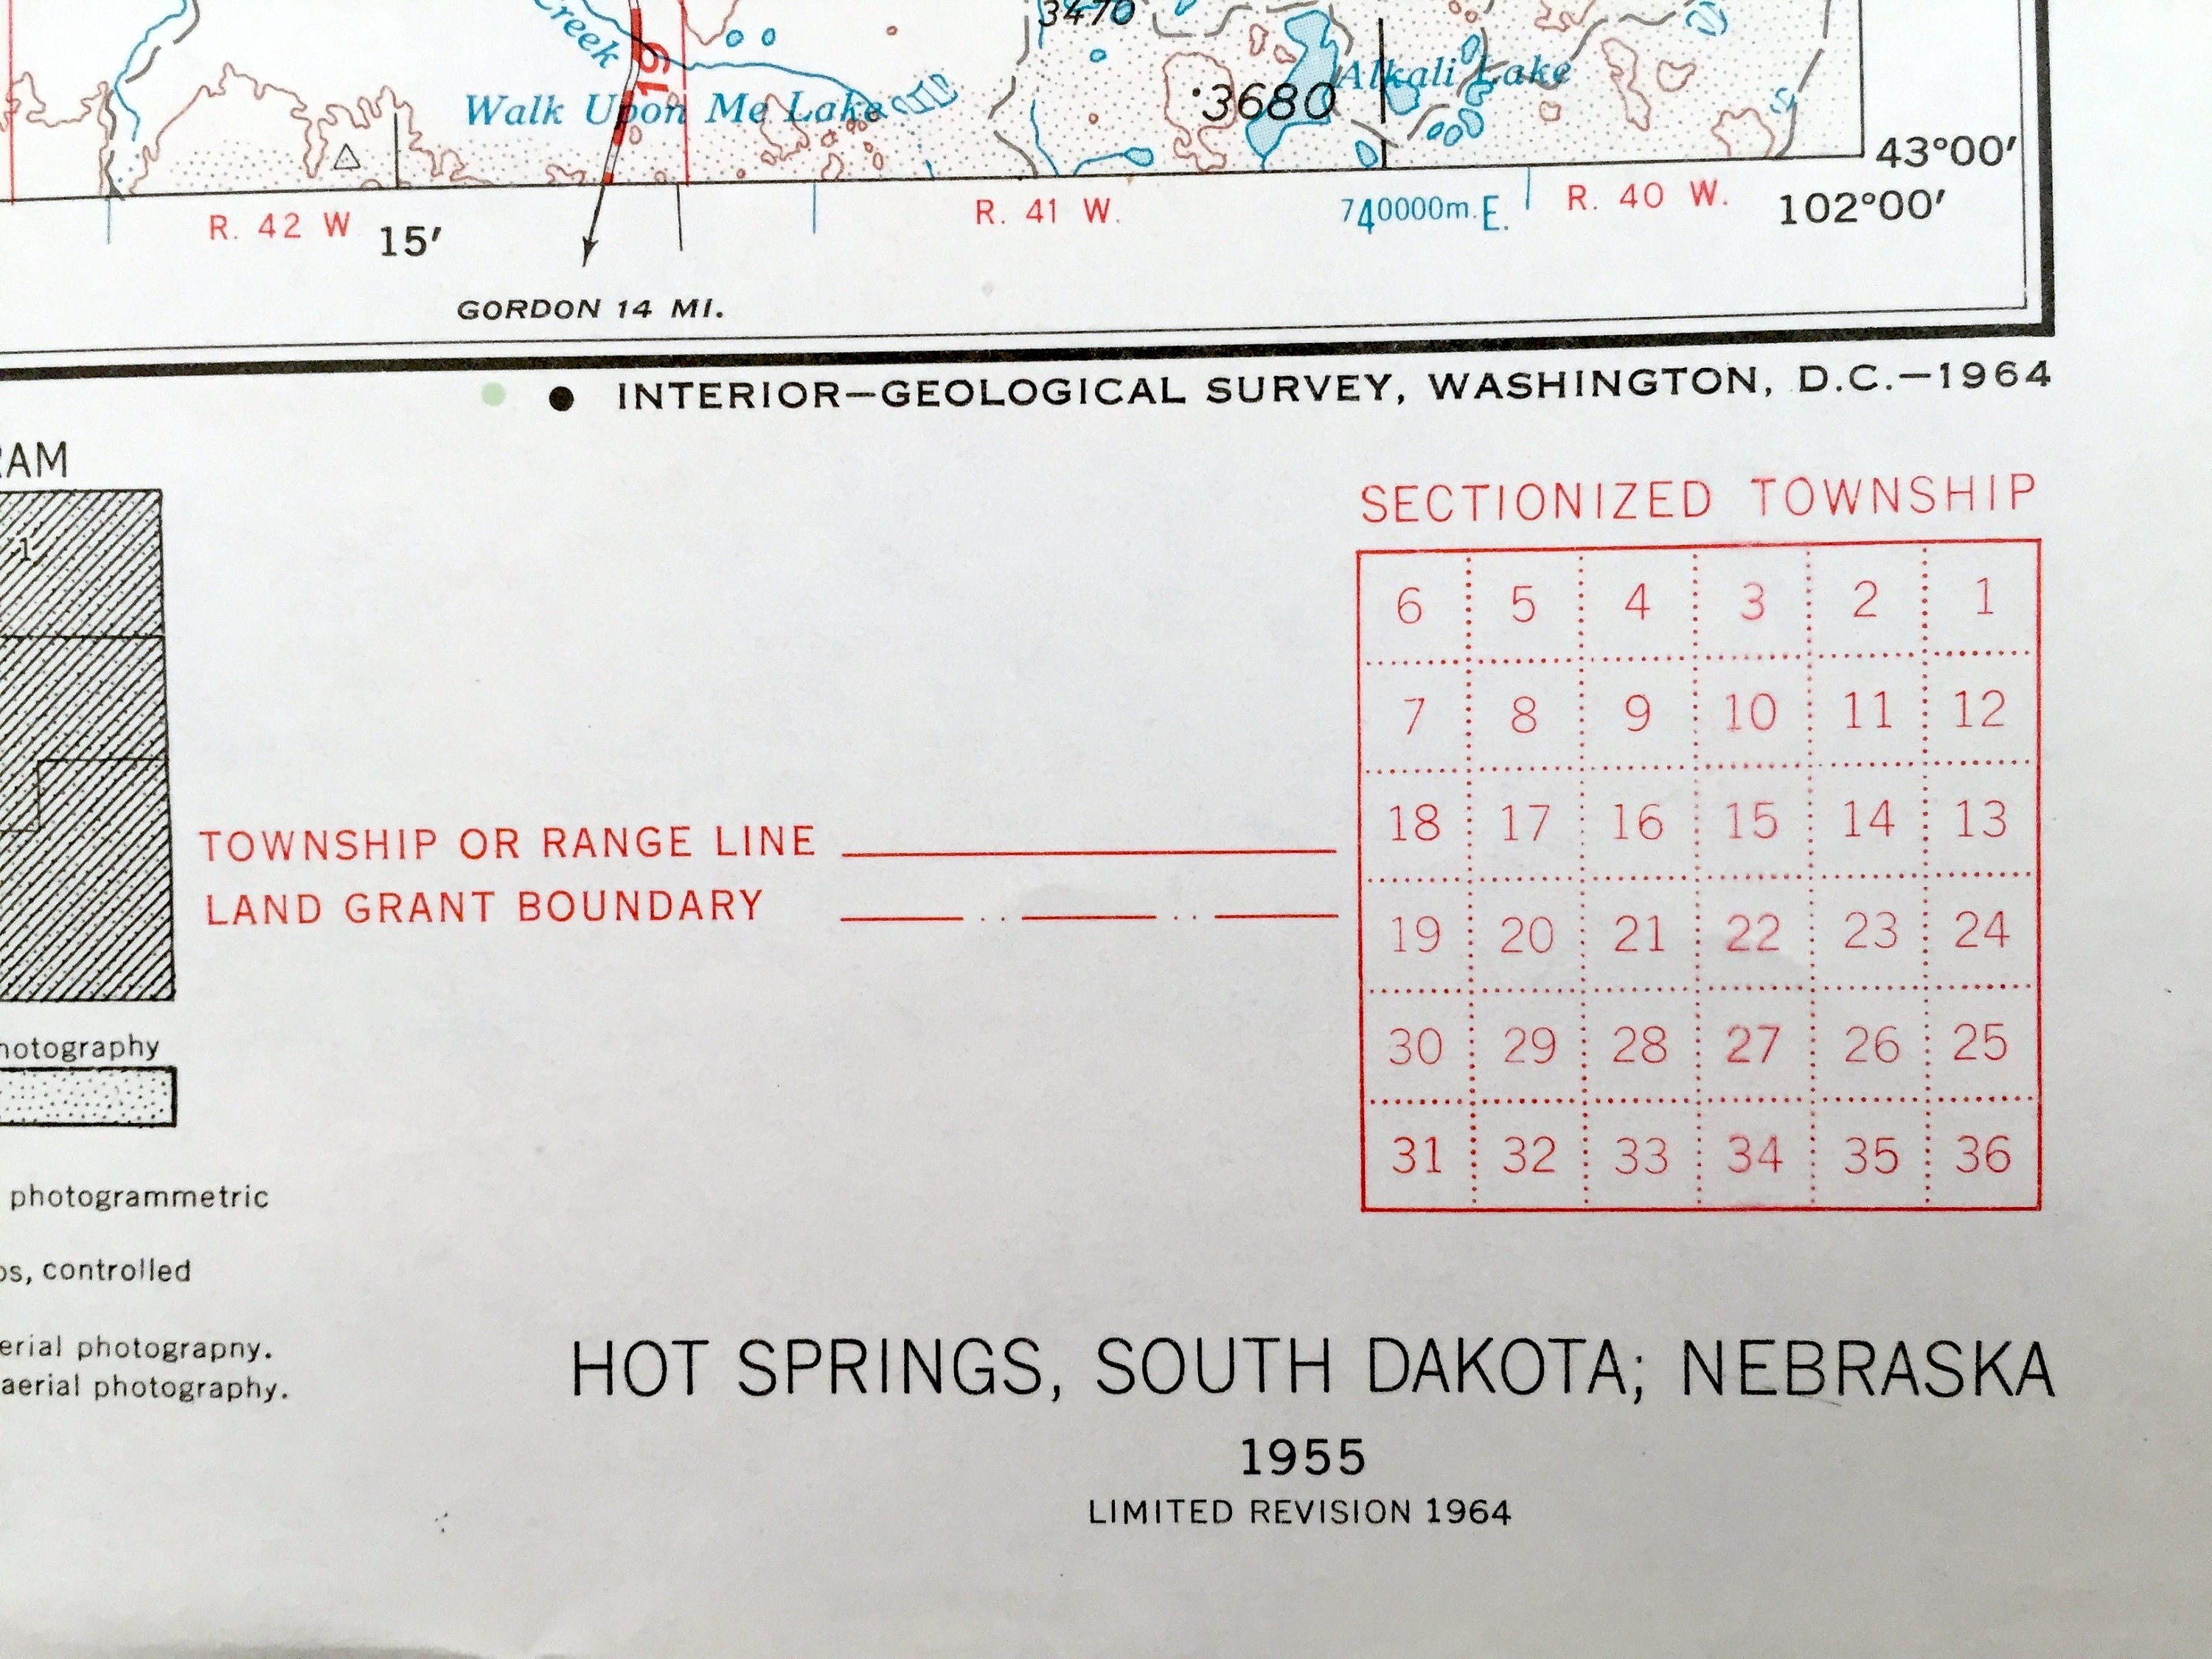 Creek
19
3470
Walk Upon Me Lake
3680
Alkali Lake
43°00′
R. 42 W
15′
R. 41 W.
740000m.E.
R. 40 W.
102°00′
GORDON 14 MI.
INTERIOR—GEOLOGICAL SURVEY, WASHINGTON, D.C.—1964
RAM
1
SECTIONIZED TOWNSHIP
6 5 4 3 2 1
7 8 9 10 11 12
18 17 16 15 14 13
TOWNSHIP OR RANGE LINE
LAND GRANT BOUNDARY
19 20 21 22 23 24
30 29 28 27 26 25
31 32 33 34 35 36
hotography
photogrammetric
os, controlled
erial photograpny.
aerial photography.
HOT SPRINGS, SOUTH DAKOTA; NEBRASKA
1955
LIMITED REVISION 1964